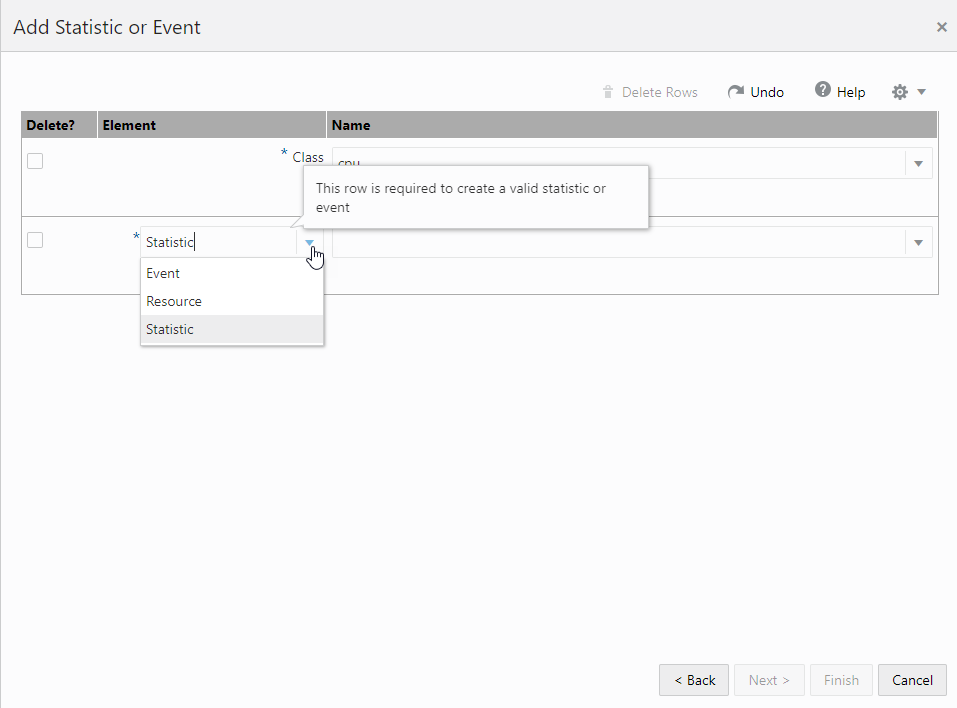 Add Statistic or Event
Delete Rows Undo Help
Delete? Element Name
* Class cpu
This row is required to create a valid statistic or
event
* Statistic
Event
Resource
Statistic
< Back Next > Finish Cancel